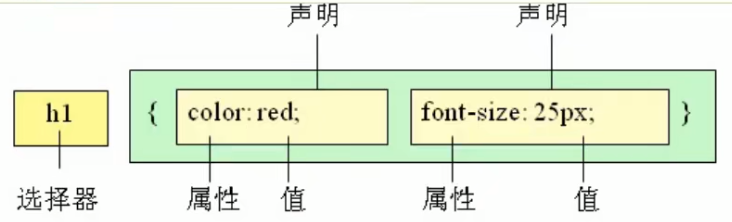 声明 声明
h1 { color: red; font-size: 25px; }
选择器 属性 值 属性 值